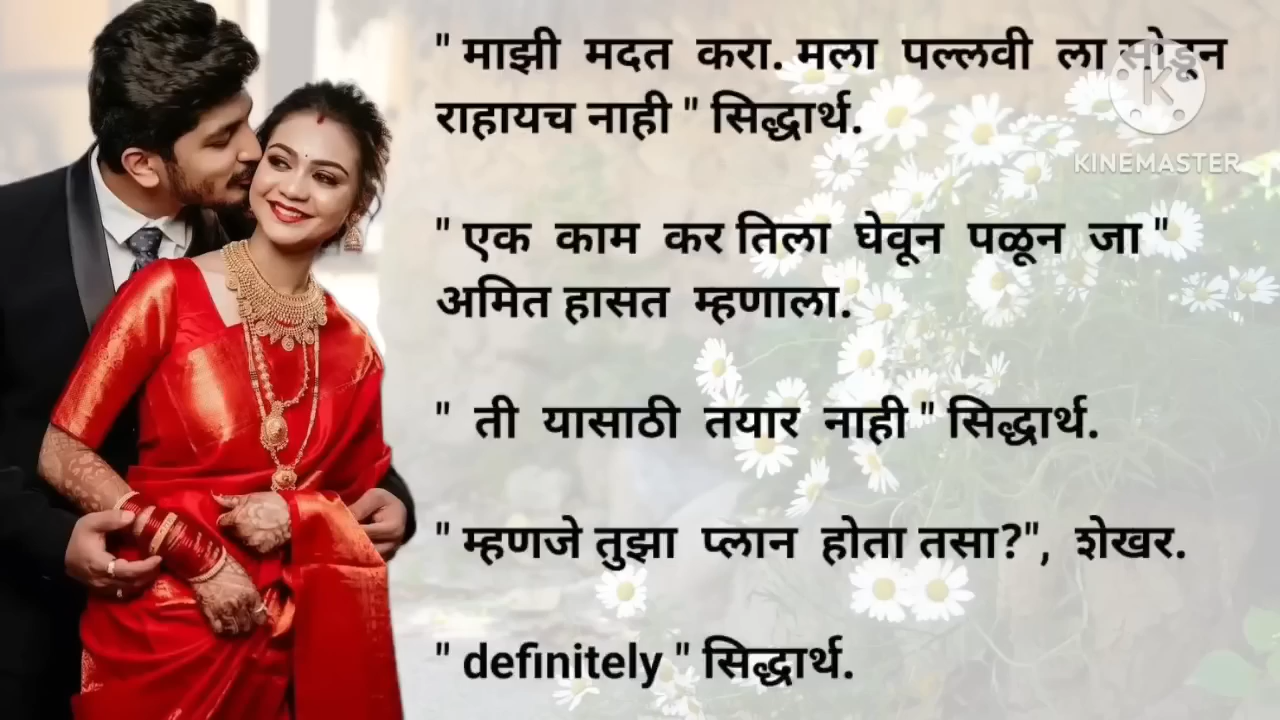 " माझी मदत करा. मला पल्लवी ला सोडून
राहायच नाही " सिद्धार्थ.
K
KINEMASTER
" एक काम कर तिला घेवून पळून जा "
अमित हासत म्हणाला.
" ती यासाठी तयार नाही " सिद्धार्थ.
" म्हणजे तुझा प्लान होता तसा?", शेखर.
" definitely " सिद्धार्थ.